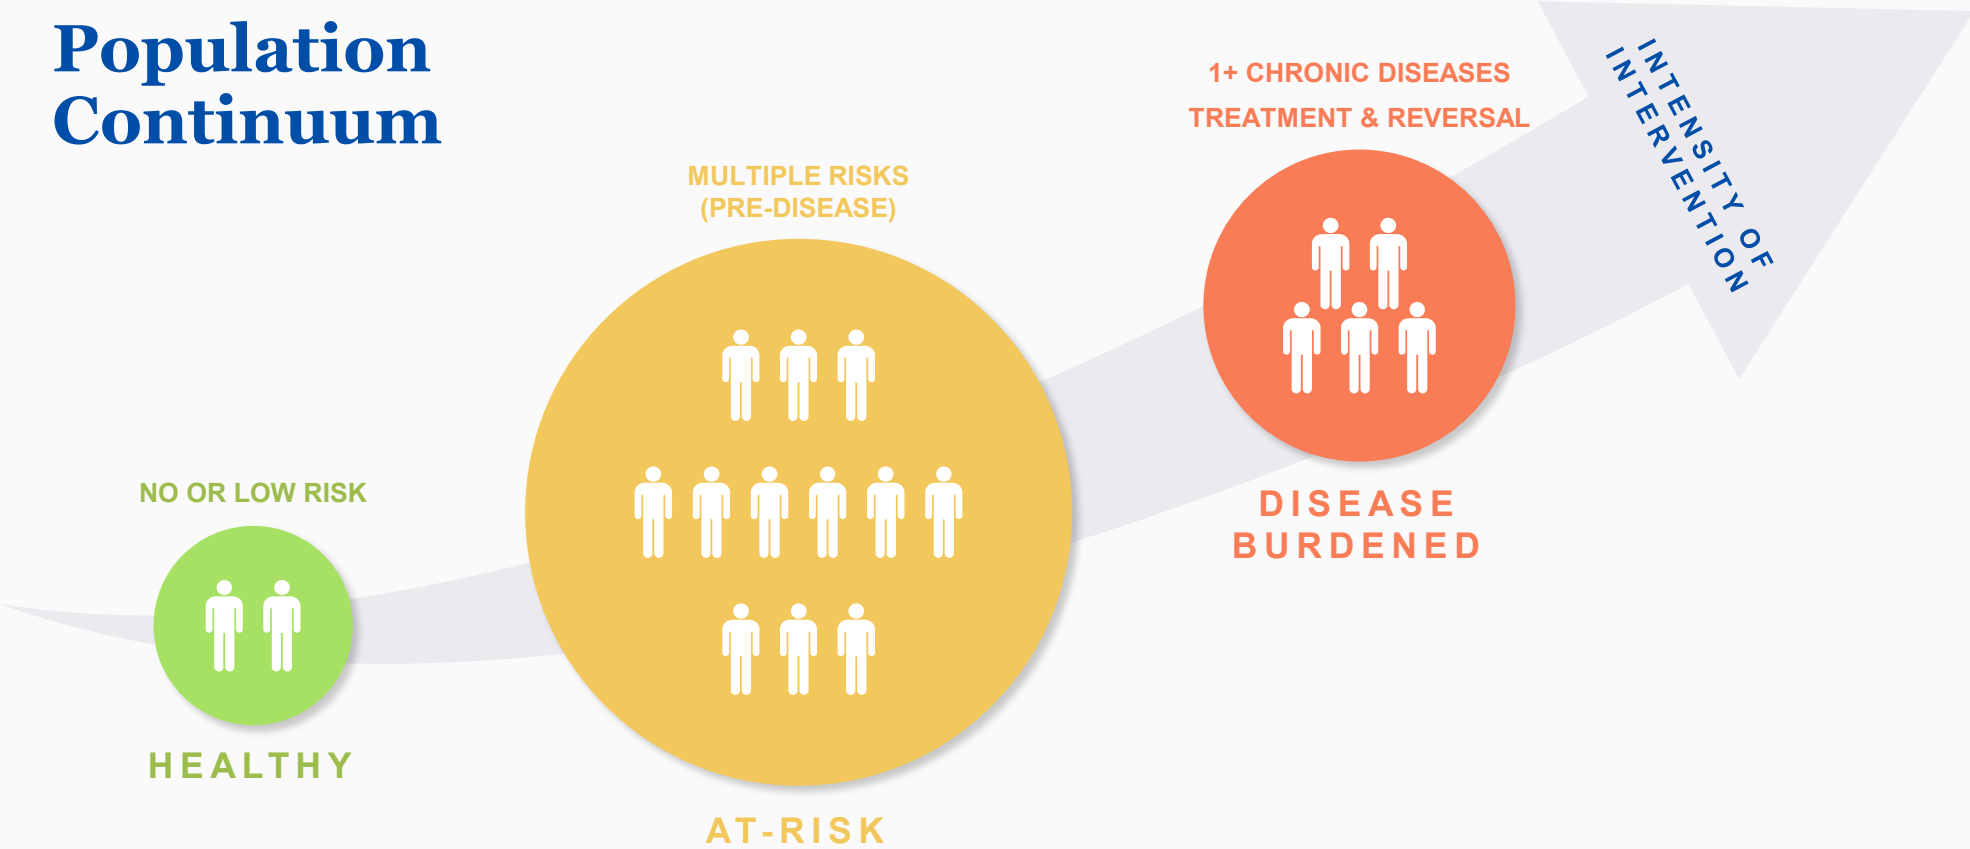 Population
Continuum
NO OR LOW RISK
HEALTHY
MULTIPLE RISKS
(PRE-DISEASE)
AT-RISK
1+ CHRONIC DISEASES
TREATMENT & REVERSAL
DISEASE
BURDENED
INTENSITY OF
INTERVENTION